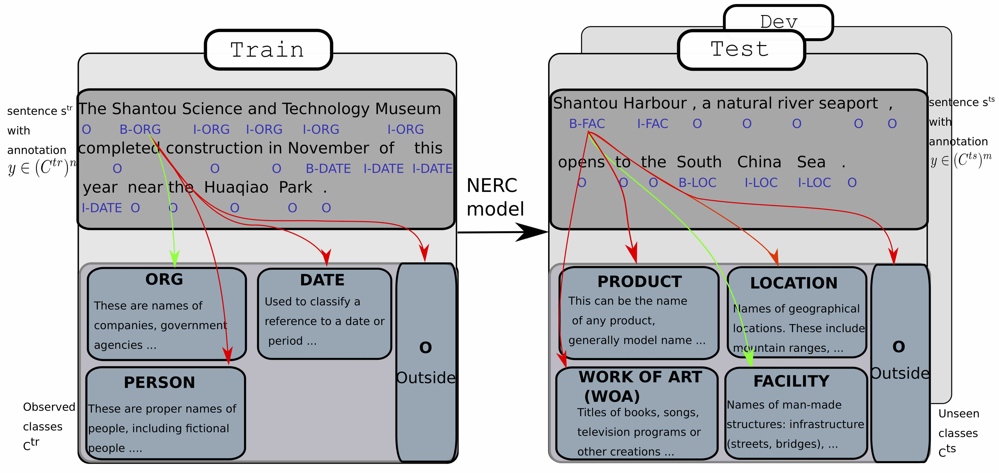 Dev
Train
Test
sentence s^tr
with
annotation
y ∈ (C^tr)^n
The Shantou Science and Technology Museum
O B-ORG I-ORG I-ORG I-ORG I-ORG
completed construction in November of this
O O O B-DATE I-DATE I-DATE
year near the Huaqiao Park .
I-DATE O O O O O
NERC
model
Shantou Harbour , a natural river seaport ,
B-FAC I-FAC O O O O O
opens to the South China Sea .
O O O B-LOC I-LOC I-LOC O
sentence s^ts
with
annotation
y ∈ (C^ts)^m
ORG
These are names of
companies, government
agencies ...
DATE
Used to classify a
reference to a date or
period ...
PERSON
These are proper names of
people, including fictional
people ....
O
Outside
Observed
classes
C^tr
PRODUCT
This can be the name
of any product,
generally model name ...
LOCATION
Names of geographical
locations. These include
mountain ranges, ...
WORK OF ART
(WOA)
Titles of books, songs,
television programs or
other creations ...
FACILITY
Names of man-made
structures: infrastructure
(streets, bridges), ...
O
Outside
Unseen
classes
C^ts